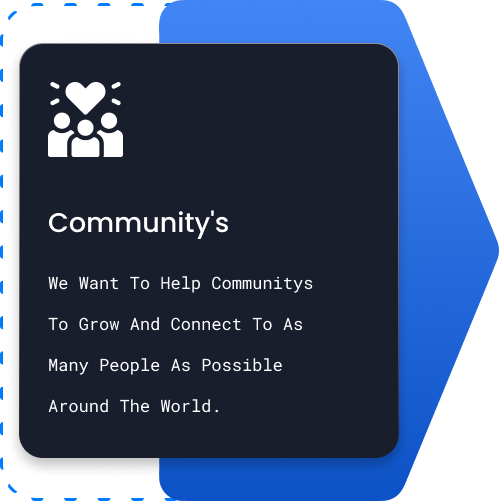 Community's
We Want To Help Communitys
To Grow And Connect To As
Many People As Possible
Around The World.